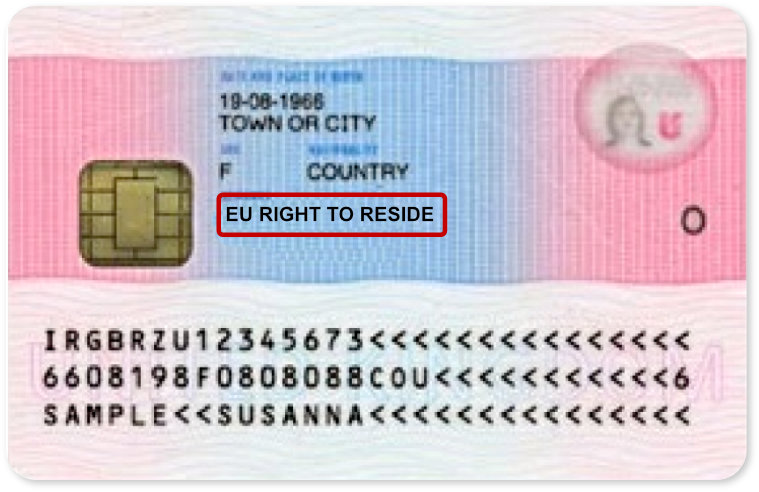 DATE AND PLACE OF BIRTH
19-08-1966
TOWN OR CITY
SEX NATIONALITY
F COUNTRY
EU RIGHT TO RESIDE
O
IRGBRZU12345673<<<<<<<<<<<<<<<
6608198F0808088COU<<<<<<<<<<<6
SAMPLE<<SUSANNA<<<<<<<<<<<<<<<